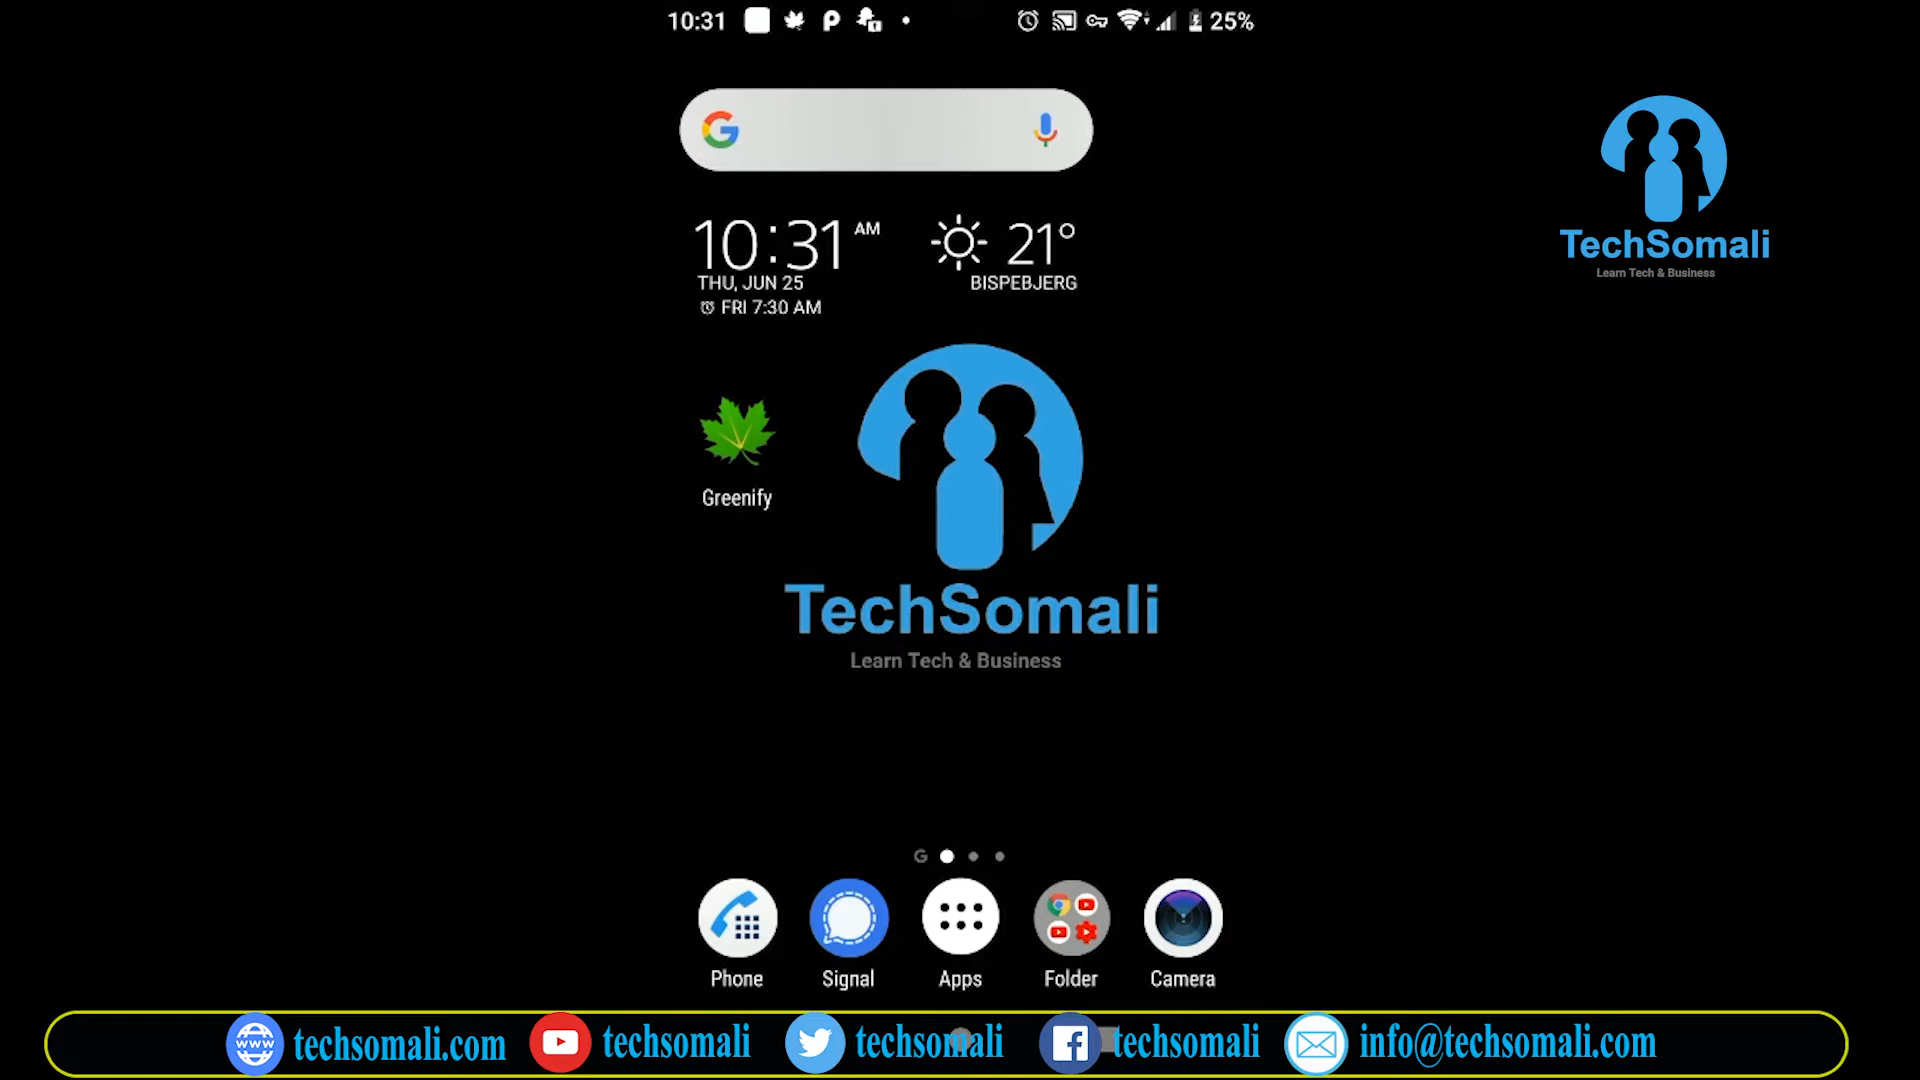 10:31
25%
10:31 AM
21°
THU, JUN 25
BISPEBJERG
FRI 7:30 AM
TechSomali
Learn Tech & Business
Greenify
TechSomali
Learn Tech & Business
Phone
Signal
Apps
Folder
Camera
www techsomali.com
techsomali
techsomali
techsomali
info@techsomali.com